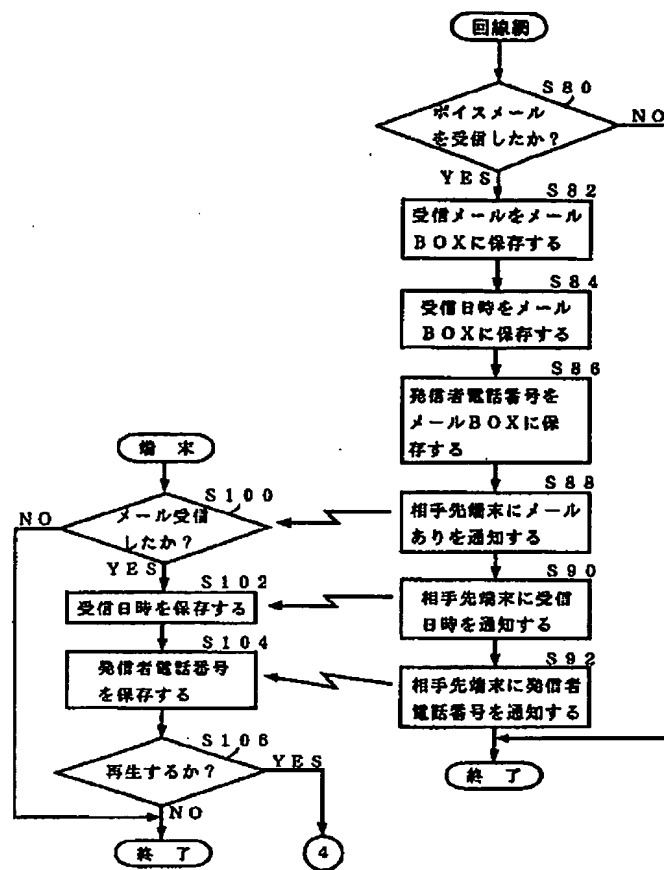 回線網
S80
ボイスメール
を受信したか?
NO
YES
S82
受信メールをメール
BOXに保存する
S84
受信日時をメール
BOXに保存する
S86
発信者電話番号を
メールBOXに保
存する
S88
相手先端末にメール
ありを通知する
S90
相手先端末に受信
日時を通知する
S92
相手先端末に発信者
電話番号を通知する
終了
端末
S100
NO
メール受信
したか?
YES
S102
受信日時を保存する
S104
発信者電話番号
を保存する
S106
再生するか?
YES
NO
終了
4